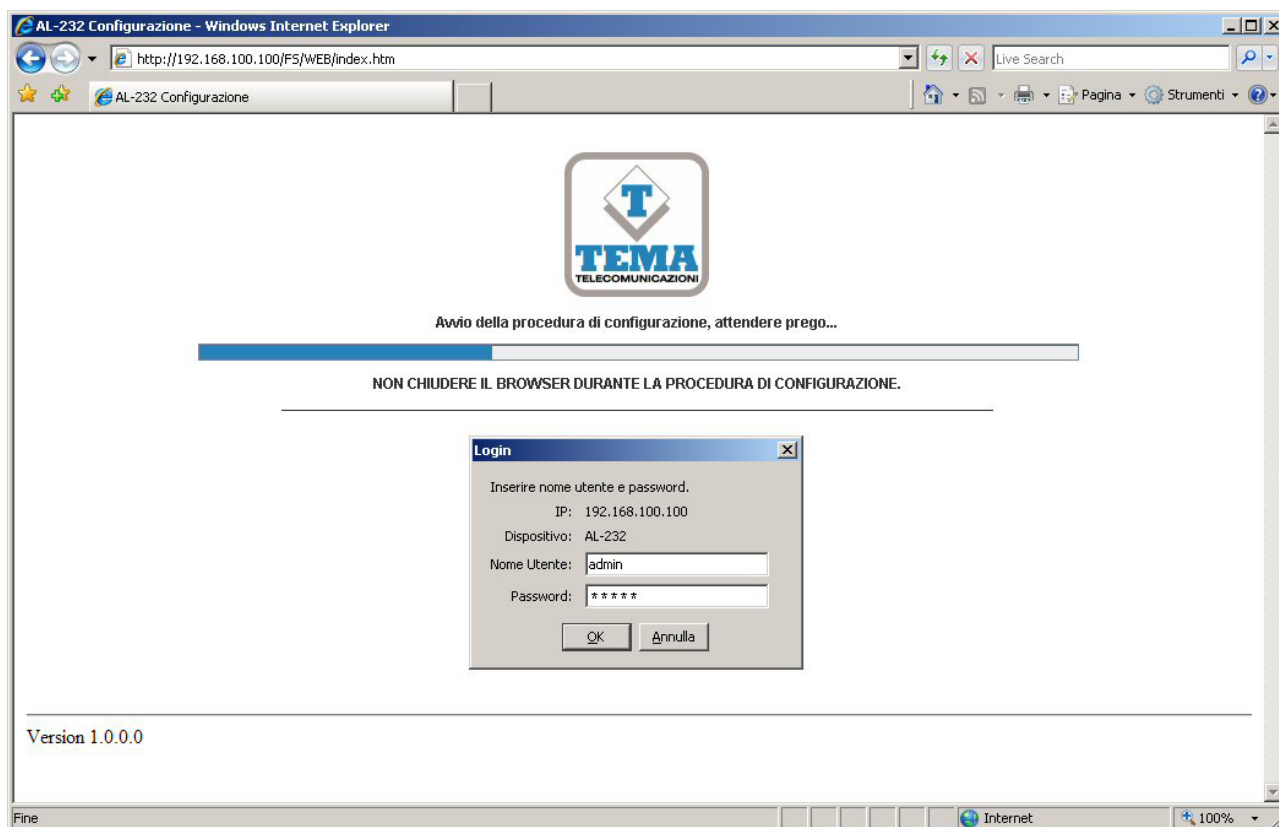 AL-232 Configurazione - Windows Internet Explorer
http://192.168.100.100/FS/WEB/index.htm
Live Search
AL-232 Configurazione
Pagina
Strumenti
T
TEMA
TELECOMUNICAZIONI
Avvio della procedura di configurazione, attendere prego...
NON CHIUDERE IL BROWSER DURANTE LA PROCEDURA DI CONFIGURAZIONE.
Login
Inserire nome utente e password.
IP: 192.168.100.100
Dispositivo: AL-232
Nome Utente: admin
Password: *****
OK Annulla
Version 1.0.0.0
Fine Internet 100%